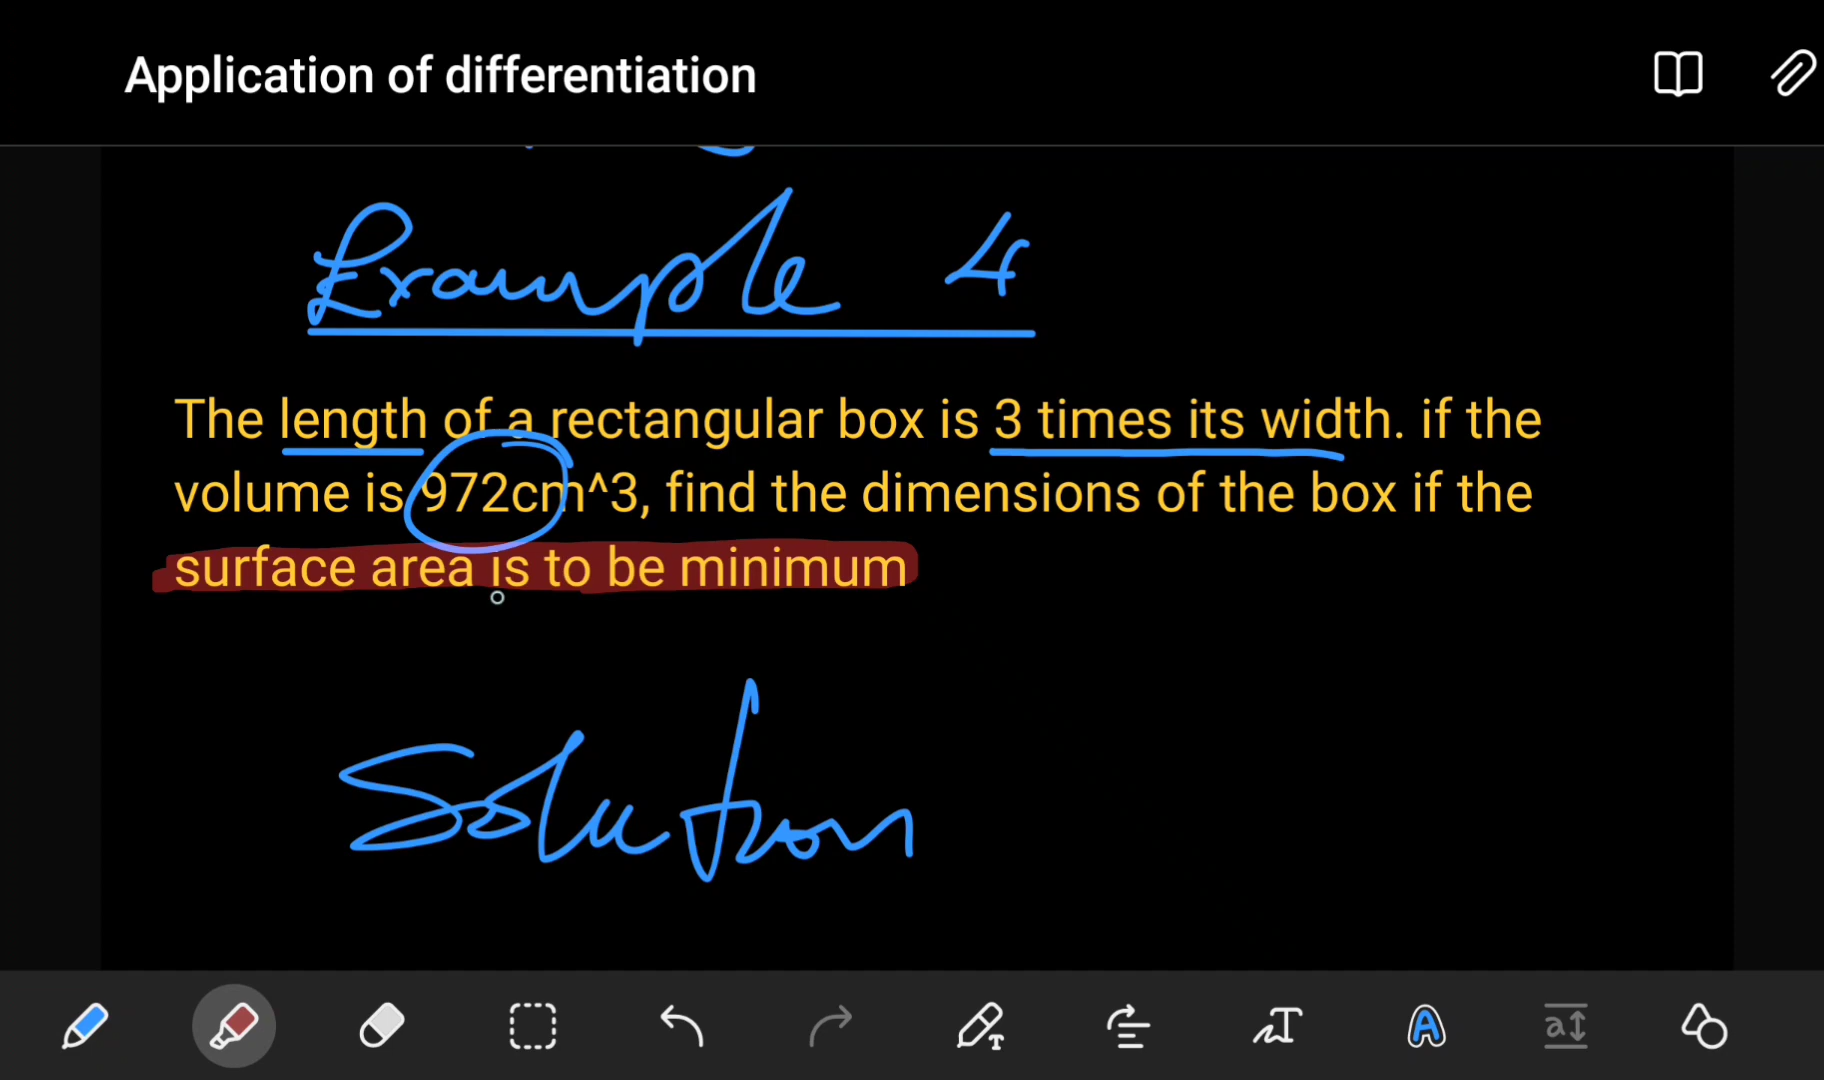 Application of differentiation
Example 4
The length of a rectangular box is 3 times its width. if the
volume is 972cm^3, find the dimensions of the box if the
surface area is to be minimum
Solution